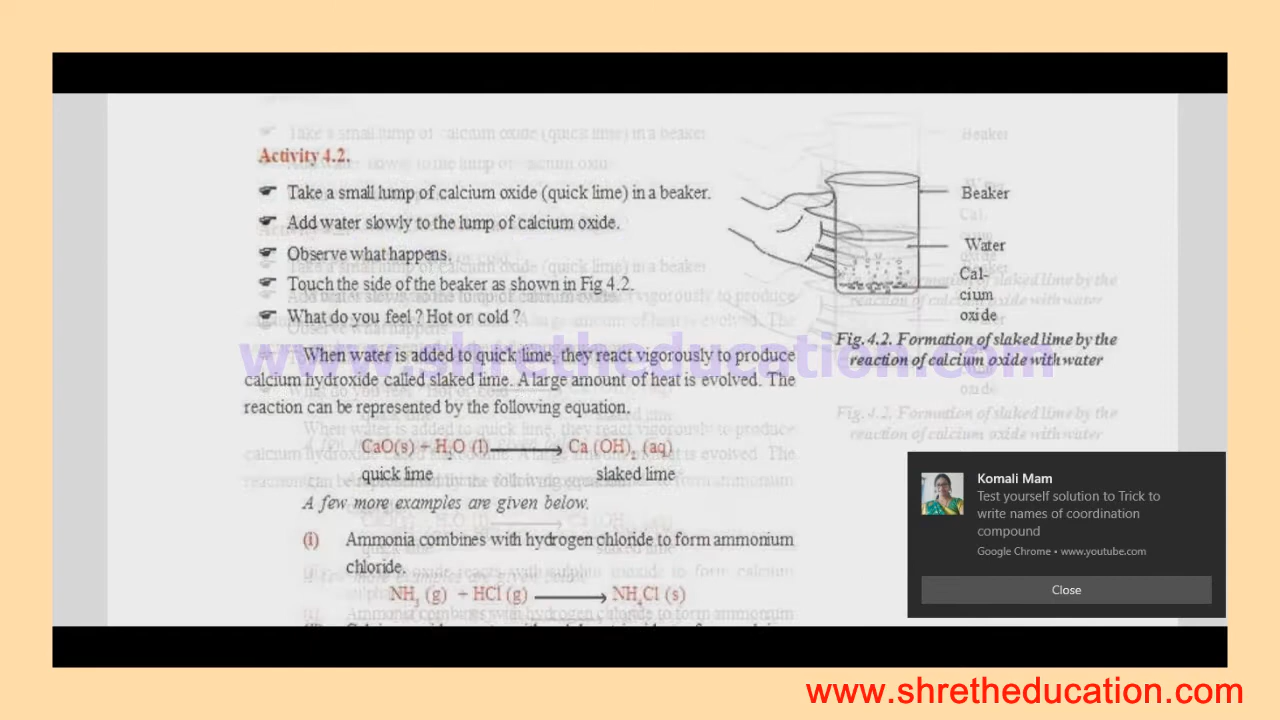 Activity 4.2.
Take a small lump of calcium oxide (quick lime) in a beaker.
Add water slowly to the lump of calcium oxide.
Observe what happens.
Touch the side of the beaker as shown in Fig 4.2.
What do you feel ? Hot or cold ?
Beaker
Water
Cal-
cium
oxide
Fig. 4.2. Formation of slaked lime by the
reaction of calcium oxide with water
www.shretheducation.com
When water is added to quick lime, they react vigorously to produce
calcium hydroxide called slaked lime. A large amount of heat is evolved. The
reaction can be represented by the following equation.
CaO(s) + H₂O (l) ⟶ Ca (OH)₂ (aq)
quick lime slaked lime
A few more examples are given below.
(i) Ammonia combines with hydrogen chloride to form ammonium
chloride.
NH₃ (g) + HCl (g) ⟶ NH₄Cl (s)
Komali Mam
Test yourself solution to Trick to
write names of coordination
compound
Google Chrome • www.youtube.com
Close
www.shretheducation.com